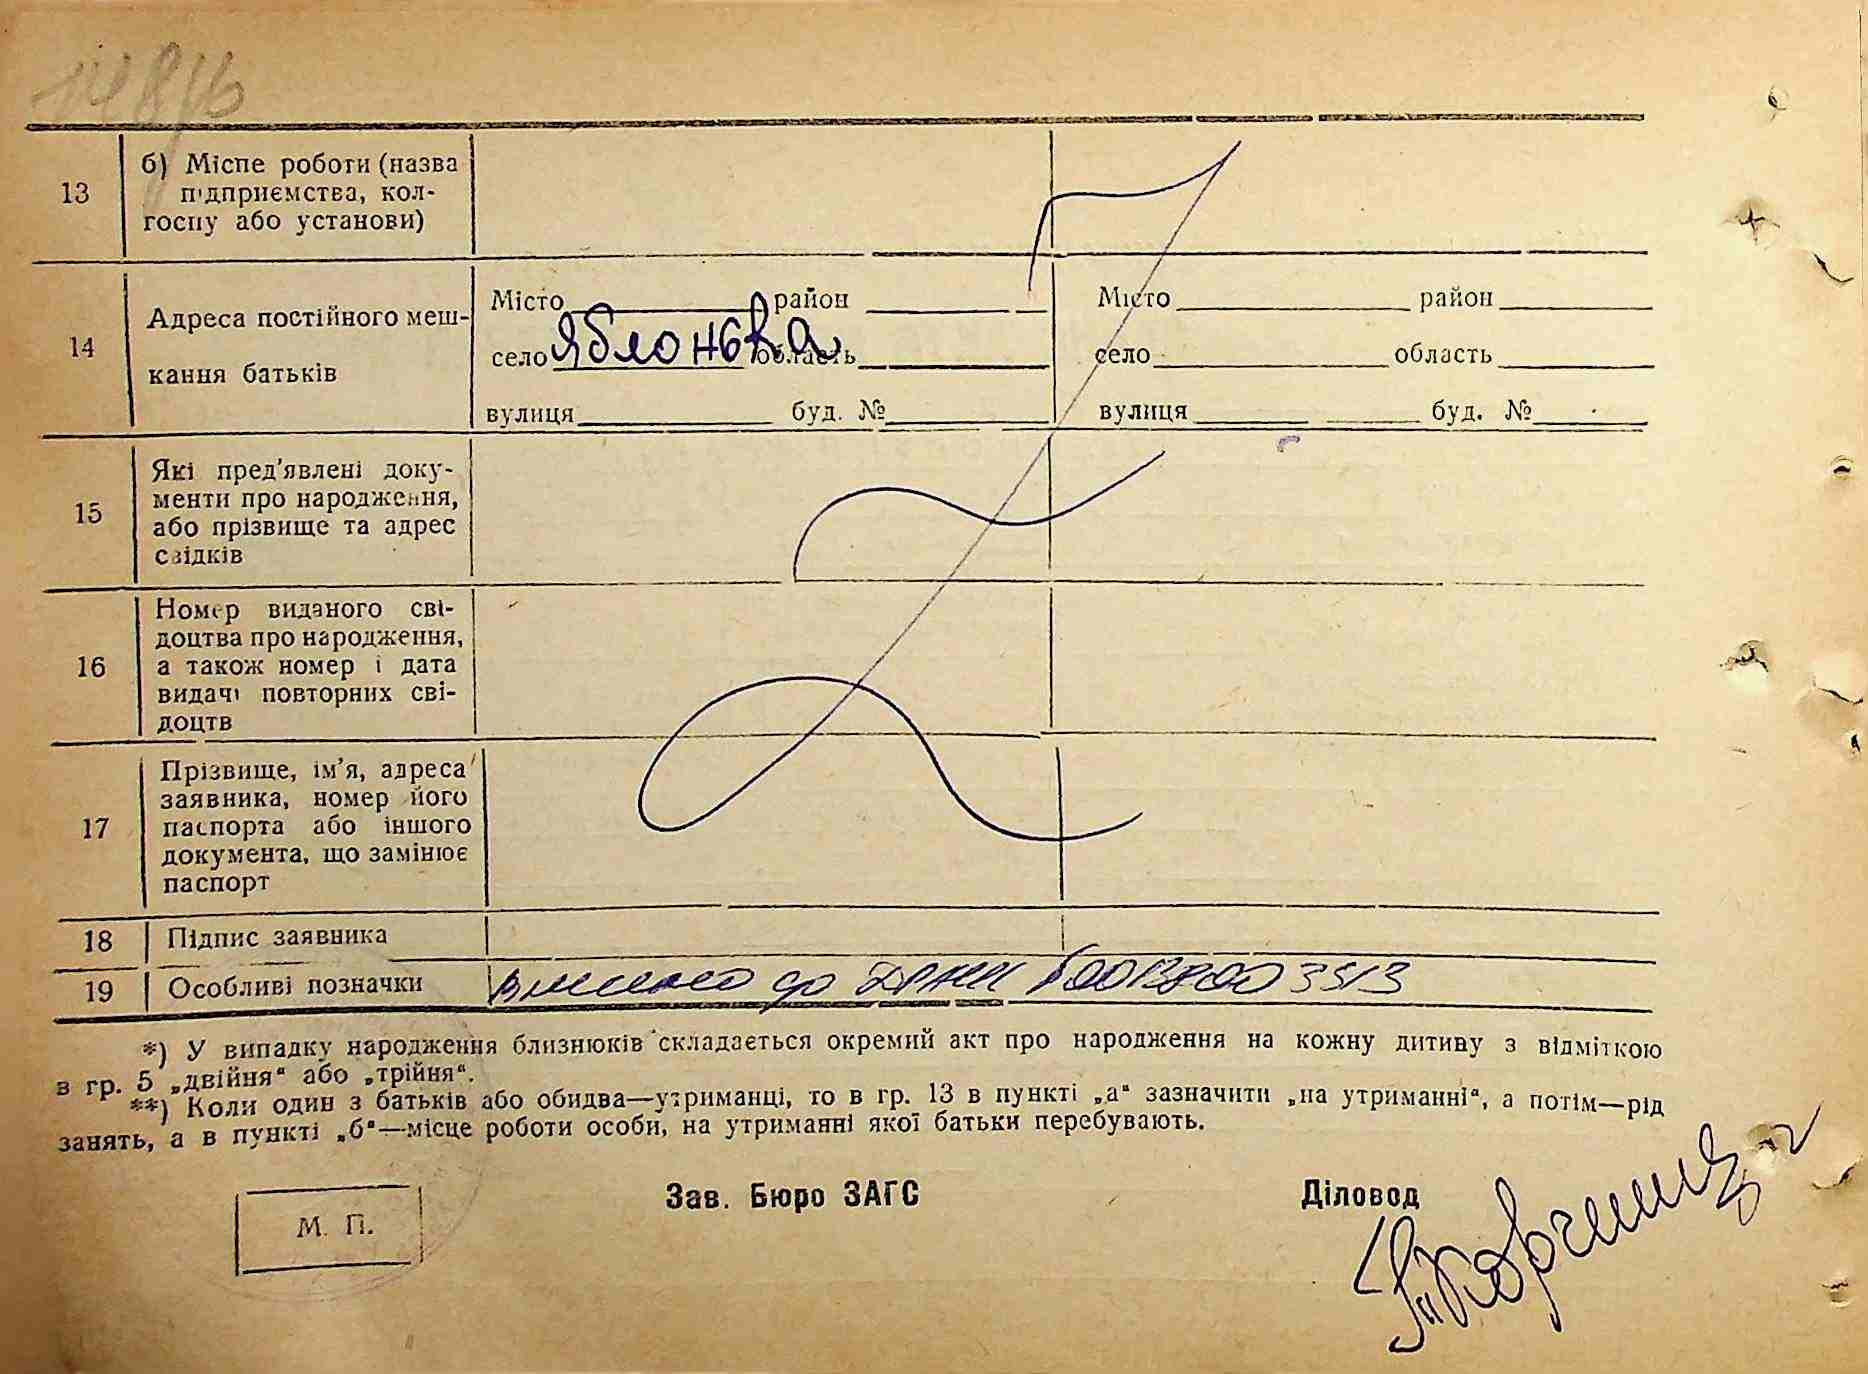 13
б) Місце роботи (назва
підприємства, кол-
госпу або установи)
14
Адреса постійного меш-
кання батьків
Місто район
село Яблонька область
вулиця буд. №
Місто район
село область
вулиця буд. №
15
Які пред'явлені доку-
менти про народження,
або прізвище та адрес
свідків
16
Номер виданого сві-
доцтва про народження,
а також номер і дата
видачі повторних сві-
доцтв
17
Прізвище, ім'я, адреса
заявника, номер його
паспорта або іншого
документа, що замінює
паспорт
18
Підпис заявника
19
Особливі позначки
внесено до ДРАЦС 3513
*) У випадку народження близнюків складається окремий акт про народження на кожну дитину з відміткою
в гр. 5 „двійня“ або „трійня“.
**) Коли один з батьків або обидва—утриманці, то в гр. 13 в пункті „а“ зазначити „на утриманні“, а потім—рід
занять, а в пункті „б“—місце роботи особи, на утриманні якої батьки перебувають.
М. П.
Зав. Бюро ЗАГС
Діловод